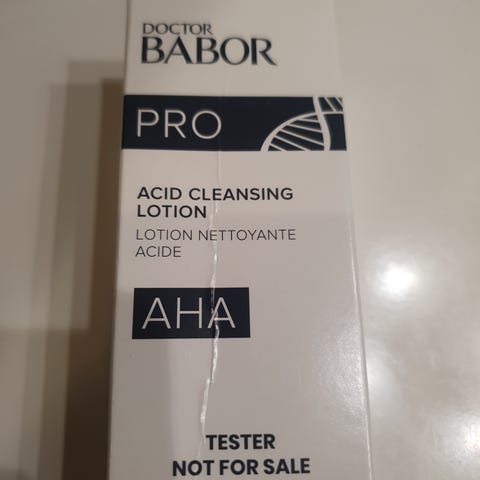 DOCTOR
BABOR
PRO
ACID CLEANSING
LOTION
LOTION NETTOYANTE
ACIDE
AHA
TESTER
NOT FOR SALE